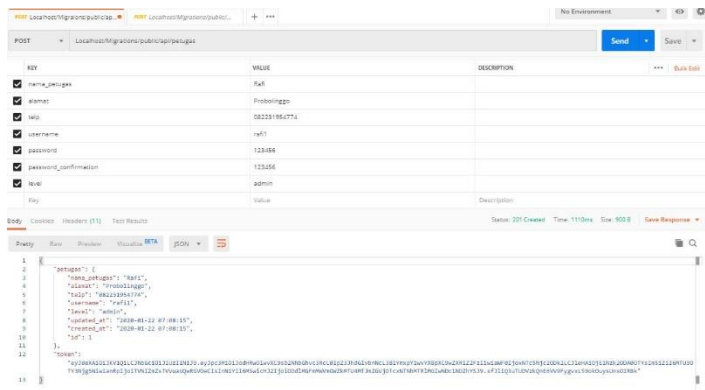 POST Localhost/Migraions/public/ap...
POST Localhost/Migrations/public/...
No Environment
POST
Localhost/Migrations/public/api/petugas
Send
Save
KEY
VALUE
DESCRIPTION
Bulk Edit
nama_petugas
Rafi
alamat
Probolinggo
telp
082231954774
username
rafi1
password
123456
password_confirmation
123456
level
admin
Key
Value
Description
Body Cookies Headers (11) Test Results
Status: 201 Created Time: 1110ms Size: 900 B Save Response
Pretty Raw Preview Visualize BETA JSON
1 {
2 "petugas": {
3 "nama_petugas": "Rafi",
4 "alamat": "Probolinggo",
5 "telp": "082231954774",
6 "username": "rafi1",
7 "level": "admin",
8 "updated_at": "2020-01-22 07:08:15",
9 "created_at": "2020-01-22 07:08:15",
10 "id": 1
11 },
12 "token":
13 }